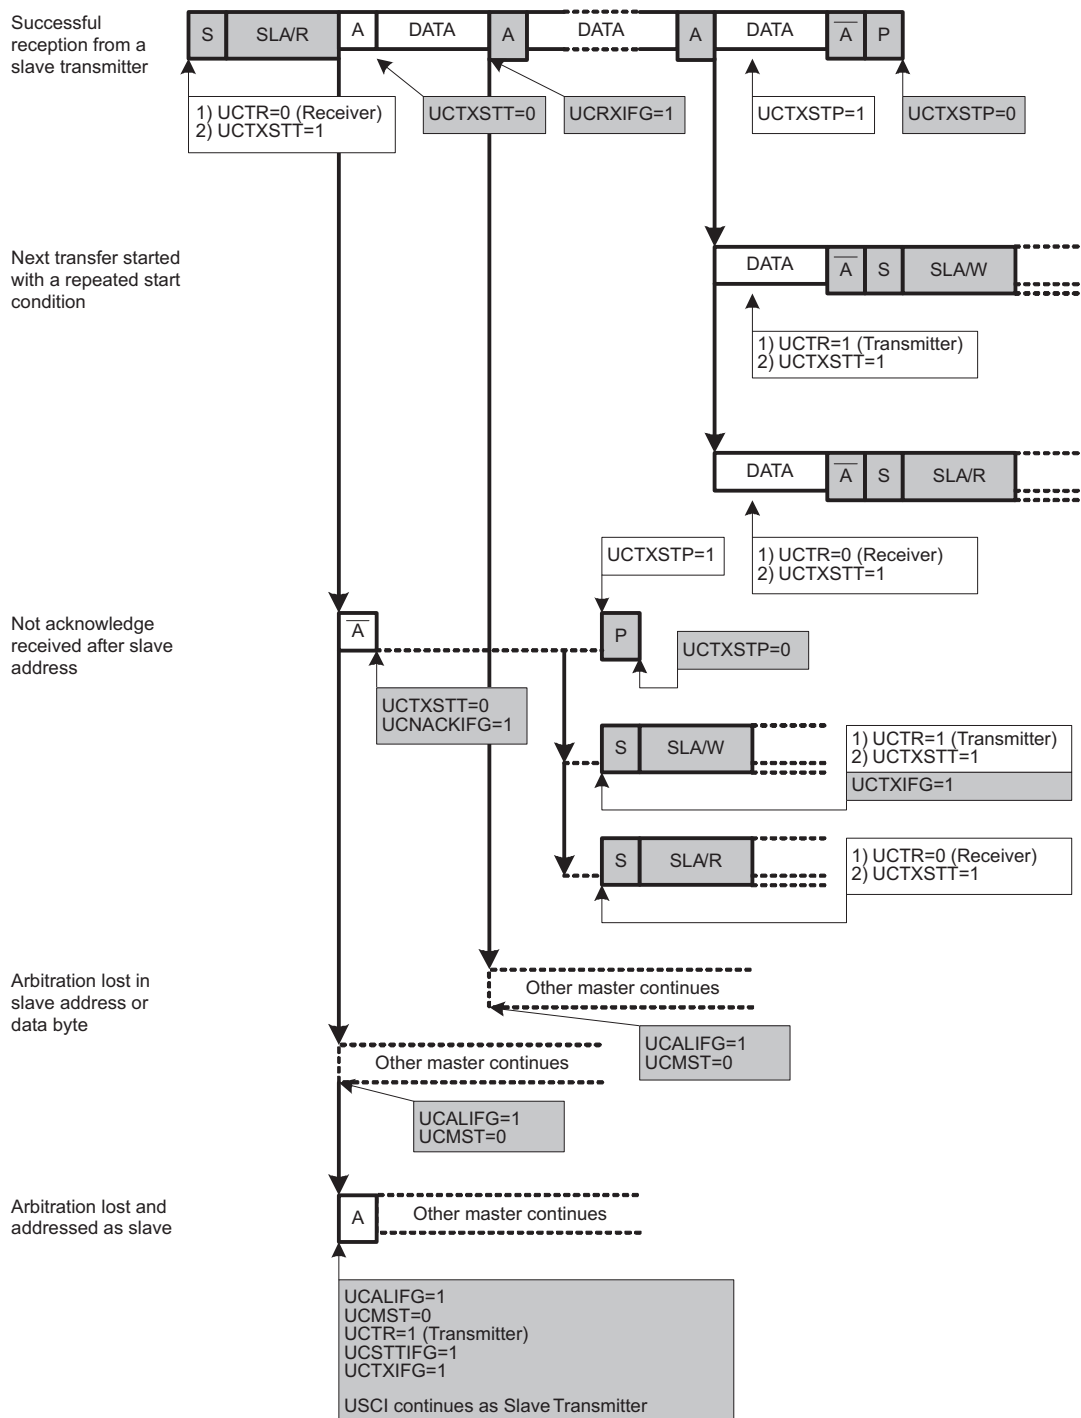 Successful
reception from a
slave transmitter
S SLA/R A DATA A DATA A DATA A P
1) UCTR=0 (Receiver)
2) UCTXSTT=1
UCTXSTT=0
UCRXIFG=1
UCTXSTP=1
UCTXSTP=0
Next transfer started
with a repeated start
condition
DATA A S SLA/W
1) UCTR=1 (Transmitter)
2) UCTXSTT=1
DATA A S SLA/R
1) UCTR=0 (Receiver)
2) UCTXSTT=1
UCTXSTP=1
Not acknowledge
received after slave
address
A
P
UCTXSTP=0
UCTXSTT=0
UCNACKIFG=1
S SLA/W
1) UCTR=1 (Transmitter)
2) UCTXSTT=1
UCTXIFG=1
S SLA/R
1) UCTR=0 (Receiver)
2) UCTXSTT=1
Arbitration lost in
slave address or
data byte
Other master continues
UCALIFG=1
UCMST=0
Other master continues
UCALIFG=1
UCMST=0
Arbitration lost and
addressed as slave
A Other master continues
UCALIFG=1
UCMST=0
UCTR=1 (Transmitter)
UCSTTIFG=1
UCTXIFG=1
USCI continues as Slave Transmitter